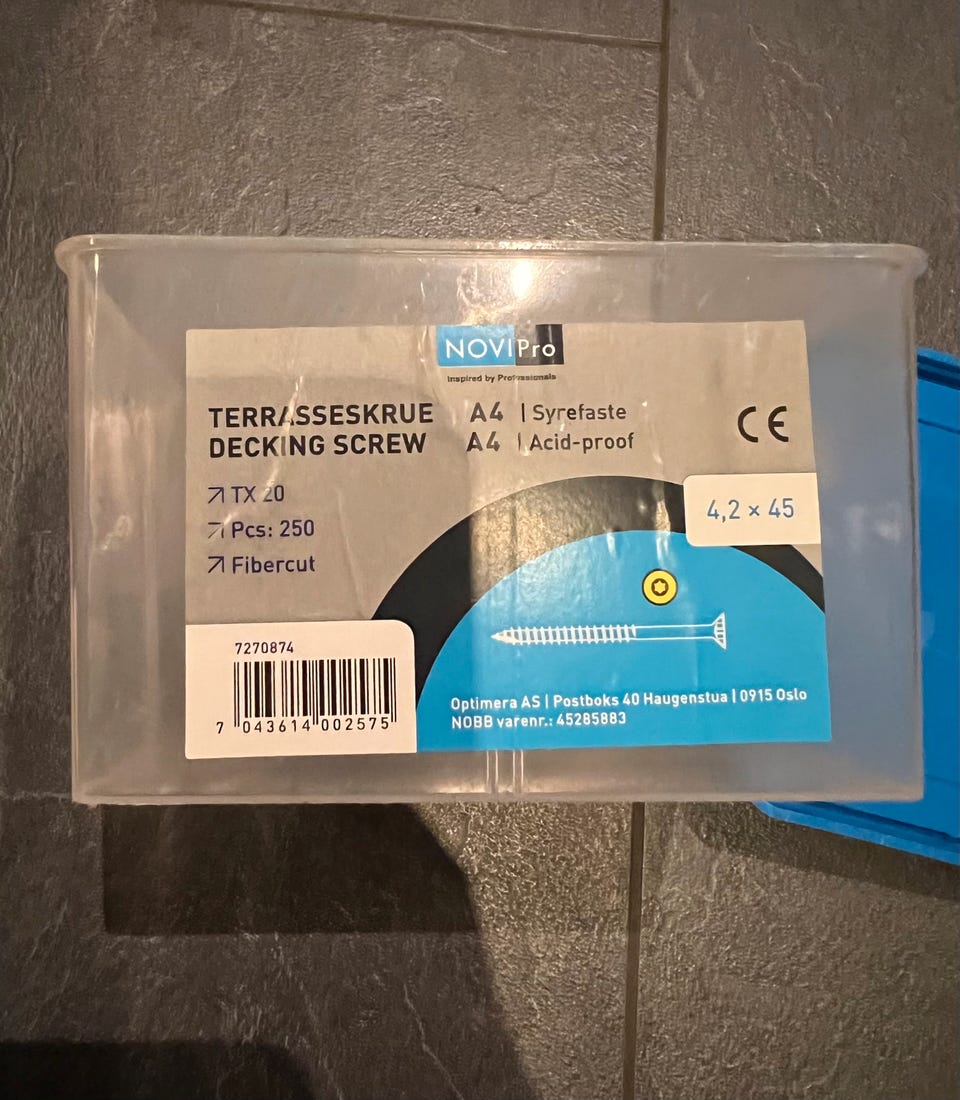 NOVIPro
Inspired by Professionals
TERRASSESKRUE A4 | Syrefaste
DECKING SCREW A4 | Acid-proof
CE
TX 20
Pcs: 250
Fibercut
4,2 × 45
7270874
7 043614 002575
Optimera AS | Postboks 40 Haugenstua | 0915 Oslo
NOBB varenr.: 45285883